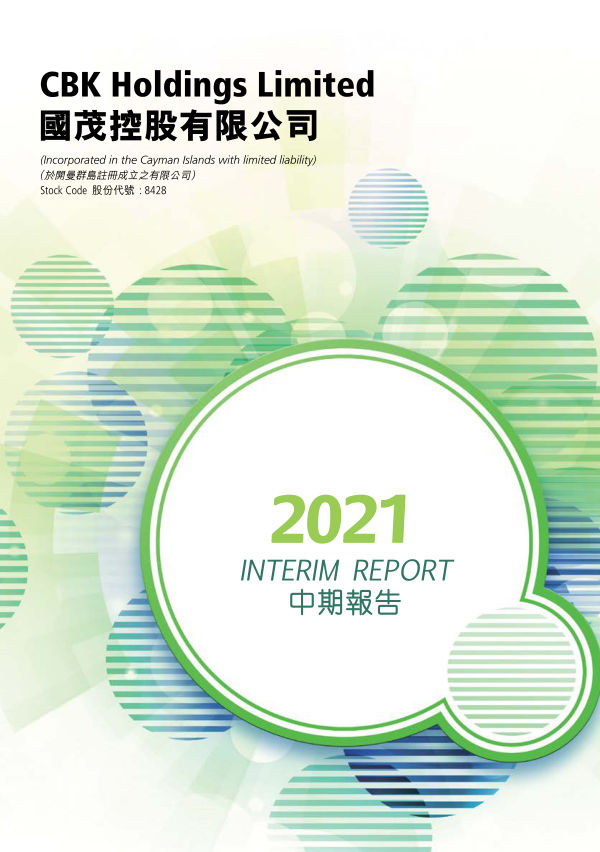 CBK Holdings Limited
國茂控股有限公司
(Incorporated in the Cayman Islands with limited liability)
（於開曼群島註冊成立之有限公司）
Stock Code 股份代號 : 8428
2021
INTERIM REPORT
中期報告